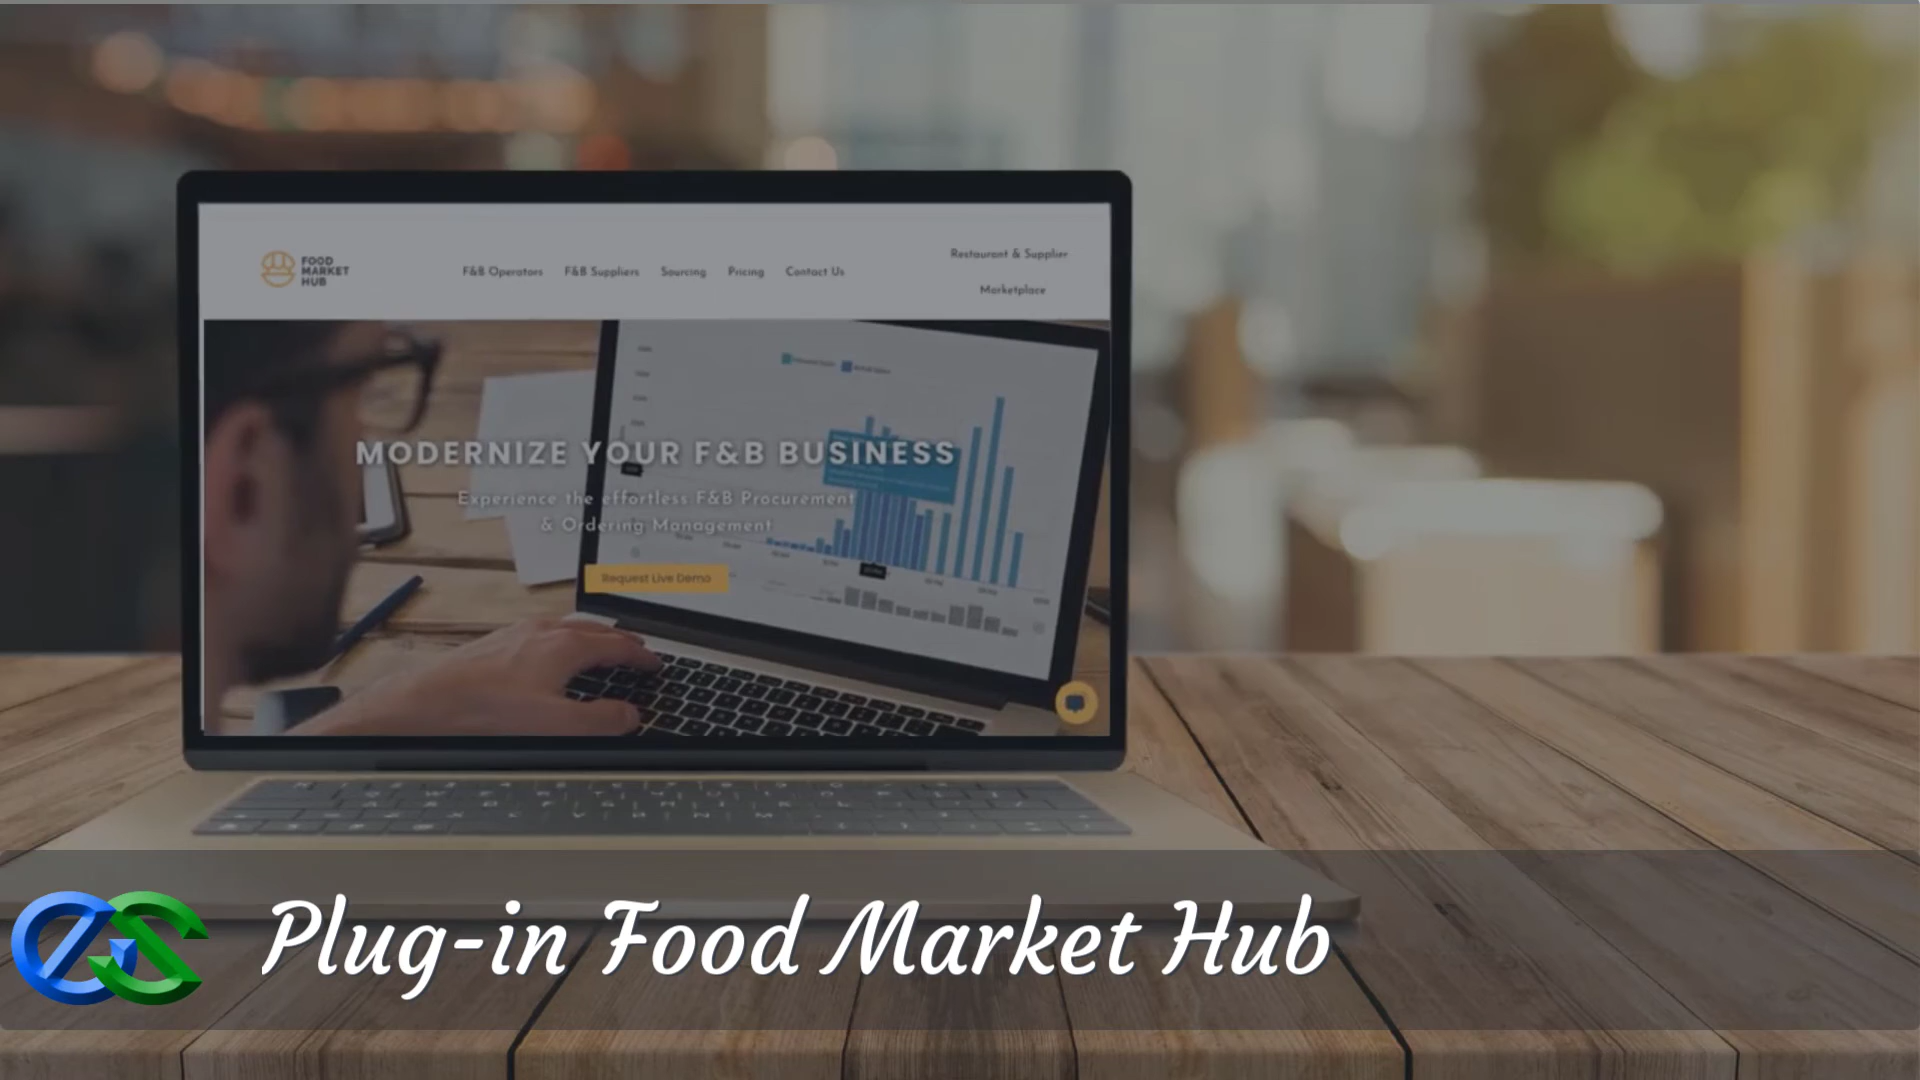 FOOD
MARKET
HUB
F&B Operators F&B Suppliers Sourcing Pricing Contact Us
Restaurant & Supplier
Marketplace
MODERNIZE YOUR F&B BUSINESS
Experience the effortless F&B Procurement
& Ordering Management
Request Live Demo
Plug-in Food Market Hub